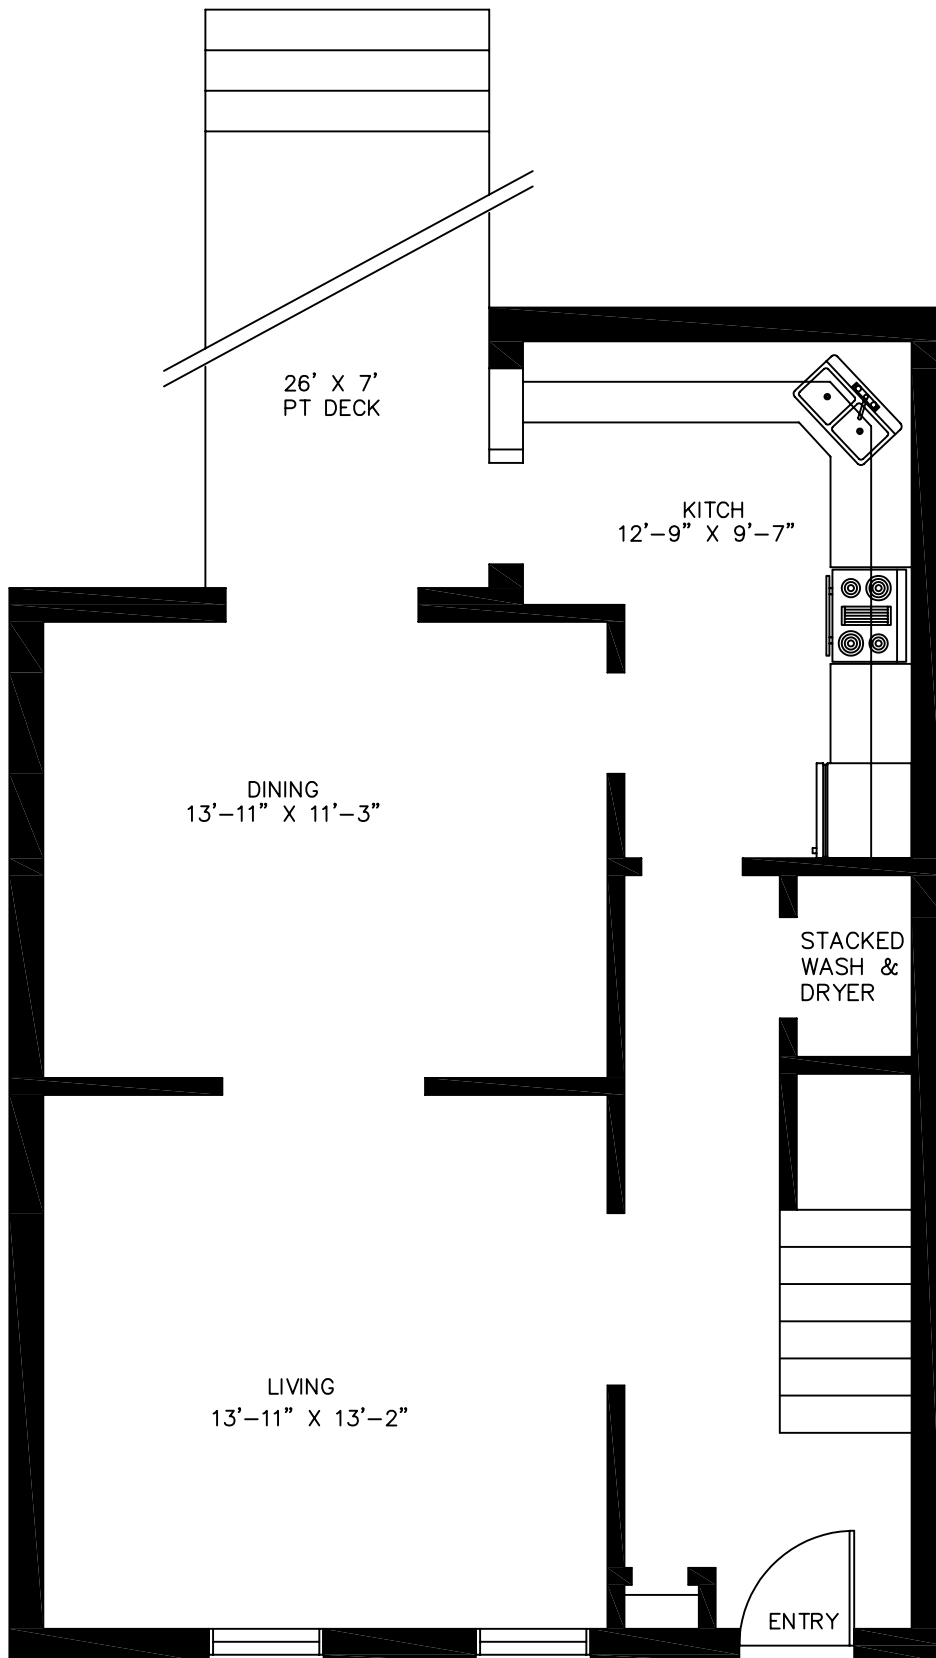 26' X 7'
PT DECK
KITCH
12'-9" X 9'-7"
DINING
13'-11" X 11'-3"
STACKED
WASH &
DRYER
LIVING
13'-11" X 13'-2"
ENTRY